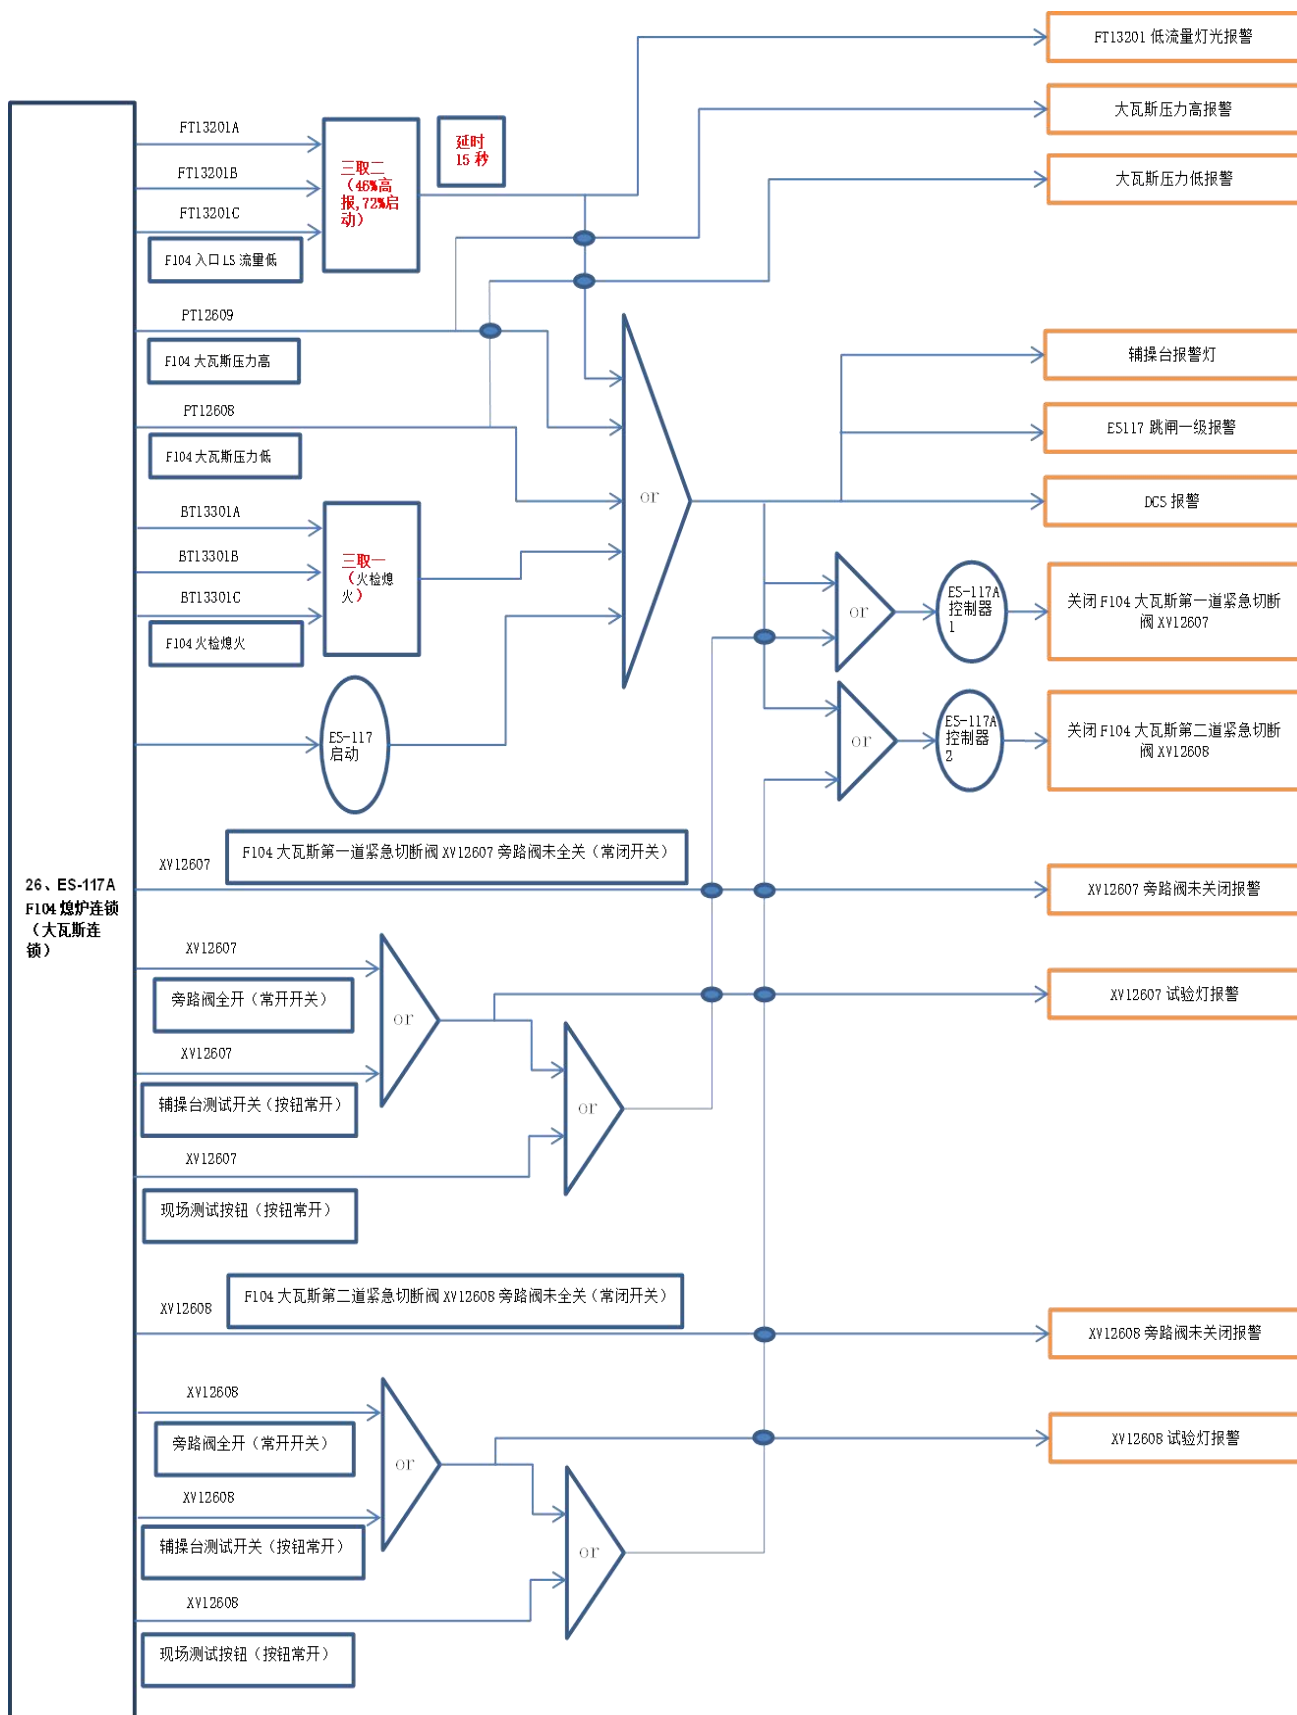 FT13201 低流量灯光报警
大瓦斯压力高报警
大瓦斯压力低报警
FT13201A
FT13201B
FT13201C
三取二
（46%高
报,72%启
动）
延时
15 秒
F104 入口 LS 流量低
PT12609
F104 大瓦斯压力高
PT12608
F104 大瓦斯压力低
BT13301A
BT13301B
BT13301C
三取一
（火检熄
火）
F104 火检熄火
ES-117
启动
or
辅操台报警灯
ES117 跳闸一级报警
DCS 报警
or
ES-117A
控制器
1
关闭 F104 大瓦斯第一道紧急切断
阀 XV12607
or
ES-117A
控制器
2
关闭 F104 大瓦斯第二道紧急切断
阀 XV12608
26、ES-117A
F104 熄炉连锁
（大瓦斯连
锁）
XV12607
F104 大瓦斯第一道紧急切断阀 XV12607 旁路阀未全关（常闭开关）
XV12607 旁路阀未关闭报警
XV12607
旁路阀全开（常开开关）
or
XV12607 试验灯报警
XV12607
辅操台测试开关（按钮常开）
or
XV12607
现场测试按钮（按钮常开）
XV12608
F104 大瓦斯第二道紧急切断阀 XV12608 旁路阀未全关（常闭开关）
XV12608 旁路阀未关闭报警
XV12608
旁路阀全开（常开开关）
or
XV12608 试验灯报警
XV12608
辅操台测试开关（按钮常开）
or
XV12608
现场测试按钮（按钮常开）